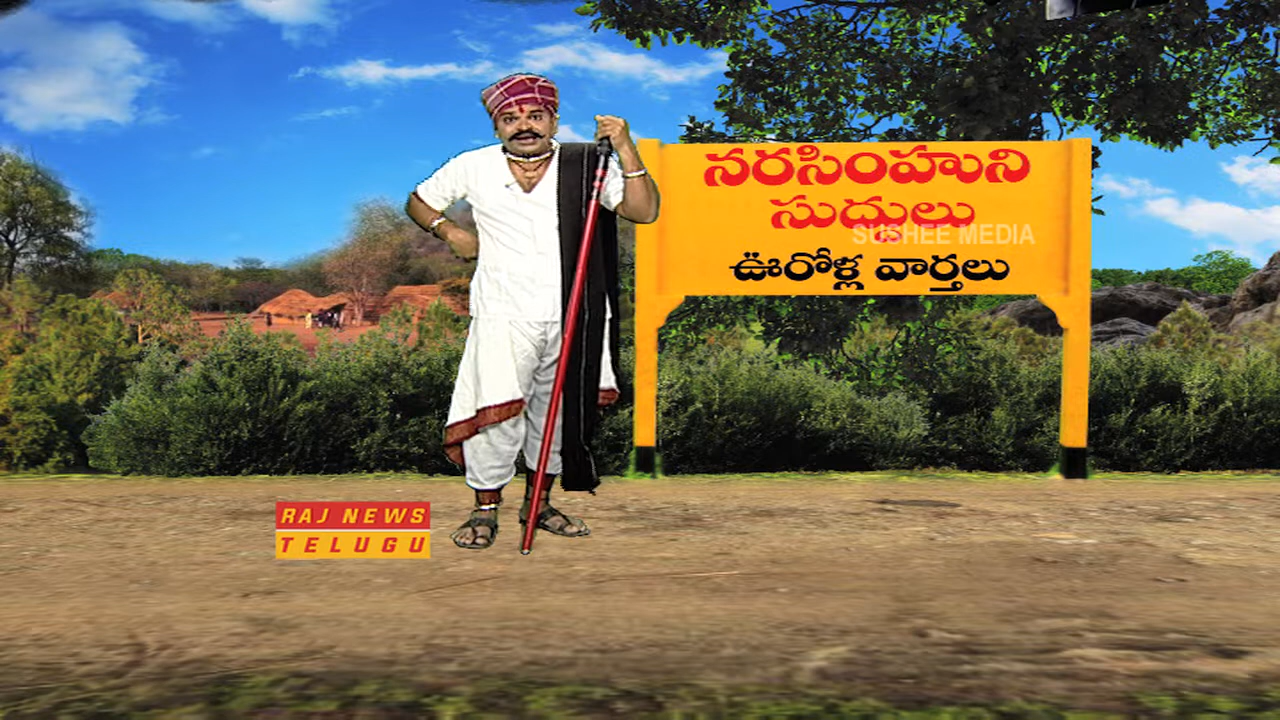 నరసింహుని
సుద్దులు
SUSHEE MEDIA
ఊరోళ్ల వార్తలు
RAJ NEWS
TELUGU